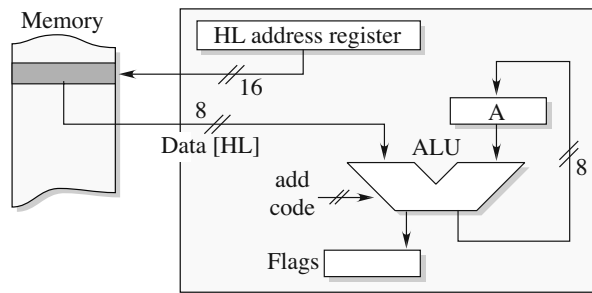 Memory
HL address register
16
8
Data [HL]
A
ALU
8
add
code
Flags